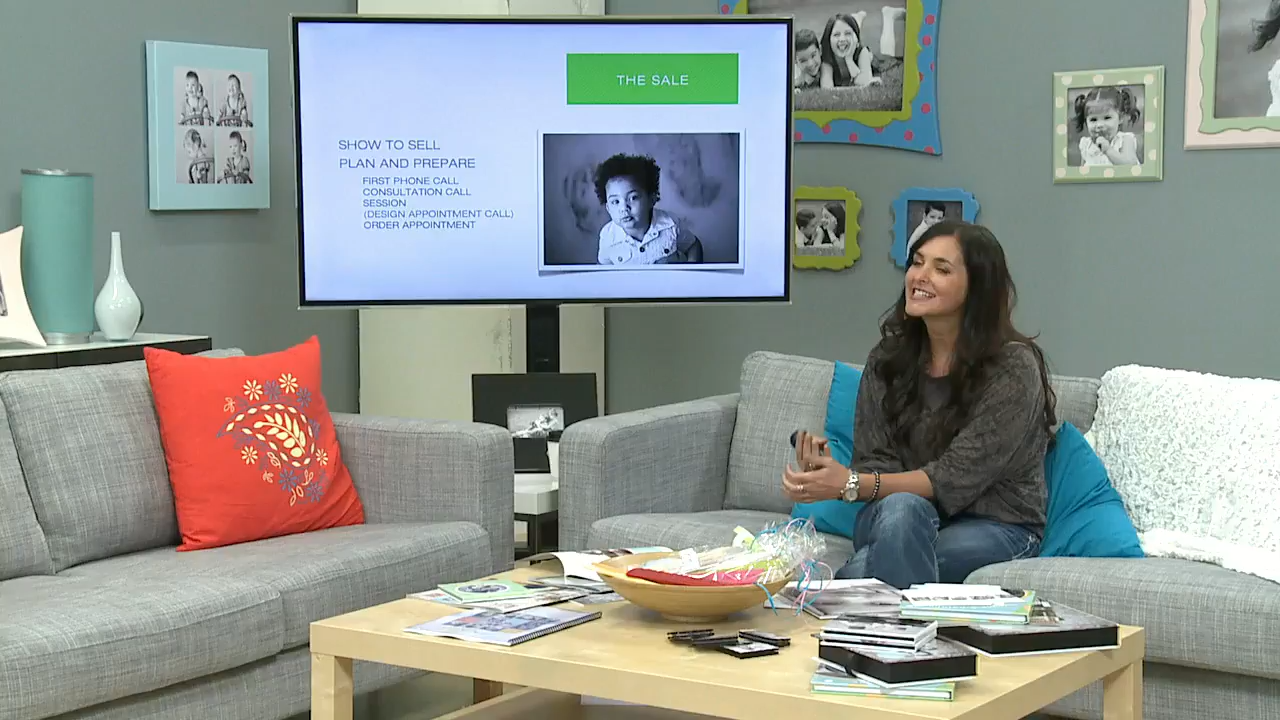 THE SALE
SHOW TO SELL
PLAN AND PREPARE
FIRST PHONE CALL
CONSULTATION CALL
SESSION
(DESIGN APPOINTMENT CALL)
ORDER APPOINTMENT